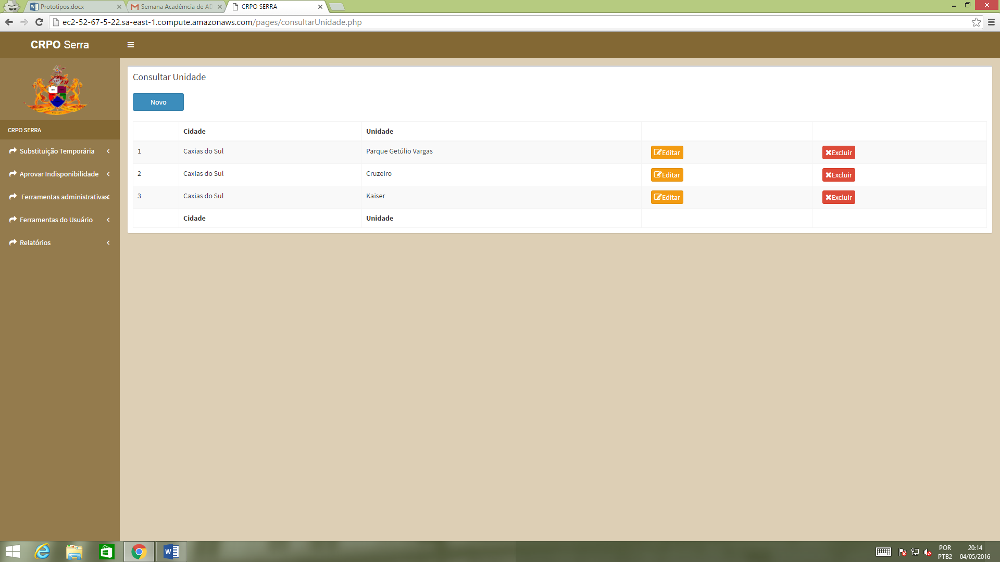 Prototipos.docx
Semana Acadêmcia de AD
CRPO SERRA
ec2-52-67-5-22.sa-east-1.compute.amazonaws.com/pages/consultarUnidade.php
CRPO Serra
CRPO SERRA
Substituição Temporária
Aprovar Indisponibilidade
Ferramentas administrativas
Ferramentas do Usuário
Relatórios
Consultar Unidade
Novo
Cidade Unidade
1 Caxias do Sul Parque Getúlio Vargas Editar Excluir
2 Caxias do Sul Cruzeiro Editar Excluir
3 Caxias do Sul Kaiser Editar Excluir
Cidade Unidade
POR 20:14
PTB2 04/05/2016